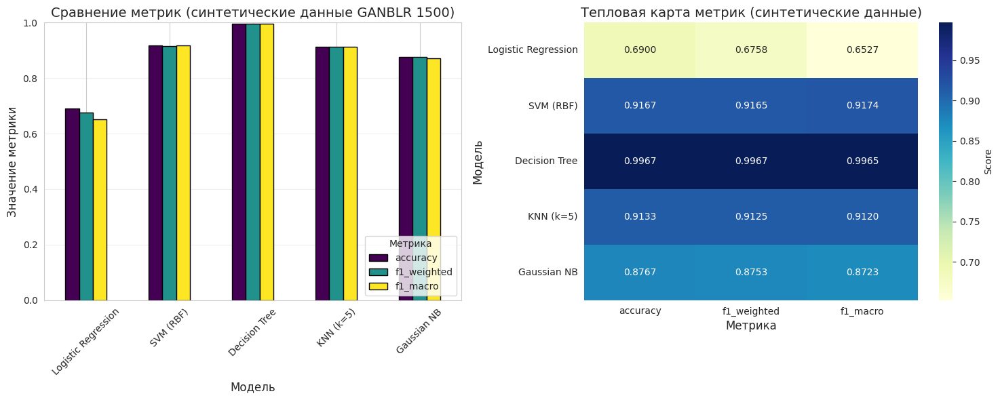 Сравнение метрик (синтетические данные GANBLR 1500)
Значение метрики
1.0
0.8
0.6
0.4
0.2
0.0
Метрика
accuracy
f1_weighted
f1_macro
Logistic Regression
SVM (RBF)
Decision Tree
KNN (k=5)
Gaussian NB
Модель
Тепловая карта метрик (синтетические данные)
Модель
Logistic Regression 0.6900 0.6758 0.6527
SVM (RBF) 0.9167 0.9165 0.9174
Decision Tree 0.9967 0.9967 0.9965
KNN (k=5) 0.9133 0.9125 0.9120
Gaussian NB 0.8767 0.8753 0.8723
accuracy f1_weighted f1_macro
Метрика
0.95
0.90
0.85
0.80
0.75
0.70
Score